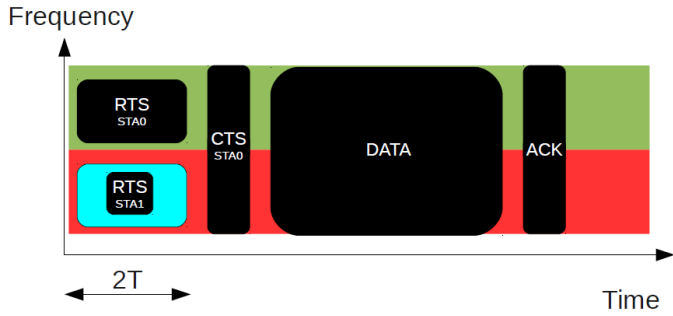 Frequency
RTS
STA0
CTS
STA0
DATA
ACK
RTS
STA1
2T
Time